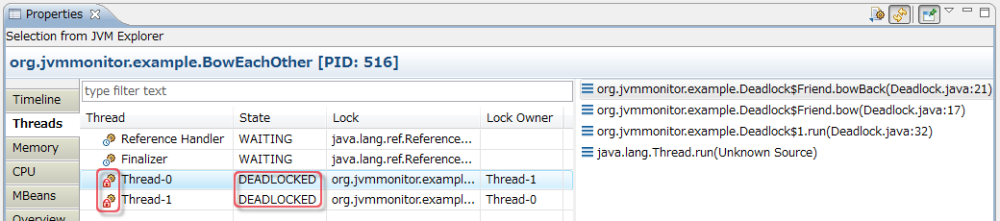 Properties
Selection from JVM Explorer
org.jvmmonitor.example.BowEachOther [PID: 516]
Timeline
Threads
Memory
CPU
MBeans
Overview
type filter text
Thread State Lock Lock Owner
Reference Handler WAITING java.lang.ref.Reference...
Finalizer WAITING java.lang.ref.Reference...
Thread-0 DEADLOCKED org.jvmmonitor.exampl... Thread-1
Thread-1 DEADLOCKED org.jvmmonitor.exampl... Thread-0
org.jvmmonitor.example.Deadlock$Friend.bowBack(Deadlock.java:21)
org.jvmmonitor.example.Deadlock$Friend.bow(Deadlock.java:17)
org.jvmmonitor.example.Deadlock$1.run(Deadlock.java:32)
java.lang.Thread.run(Unknown Source)